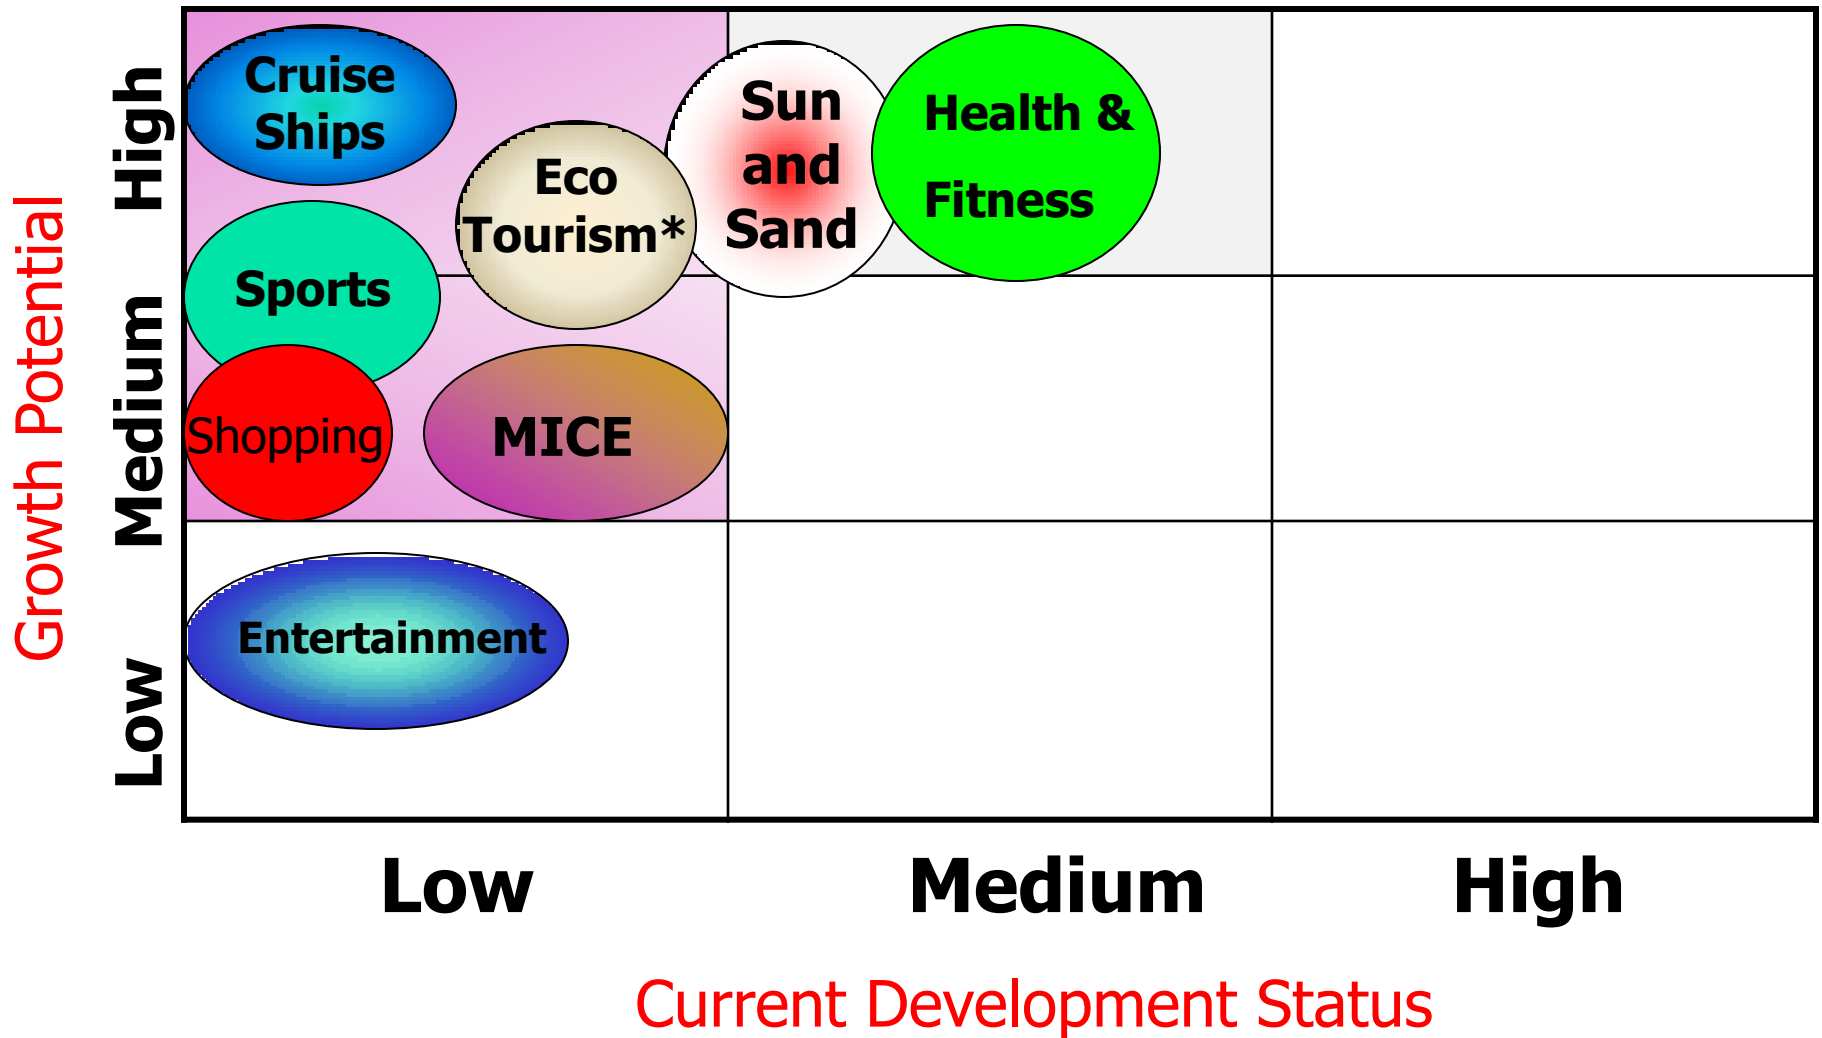 Growth Potential
High
Medium
Low
Cruise
Ships
Eco
Tourism*
Sun
and
Sand
Health &
Fitness
Sports
Shopping
MICE
Entertainment
Low
Medium
High
Current Development Status